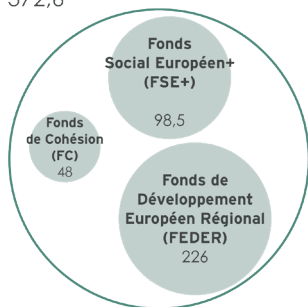 Fonds
Social Européen+
(FSE+)
98,5
Fonds
de Cohésion
(FC)
48
Fonds de
Développement
Européen Régional
(FEDER)
226